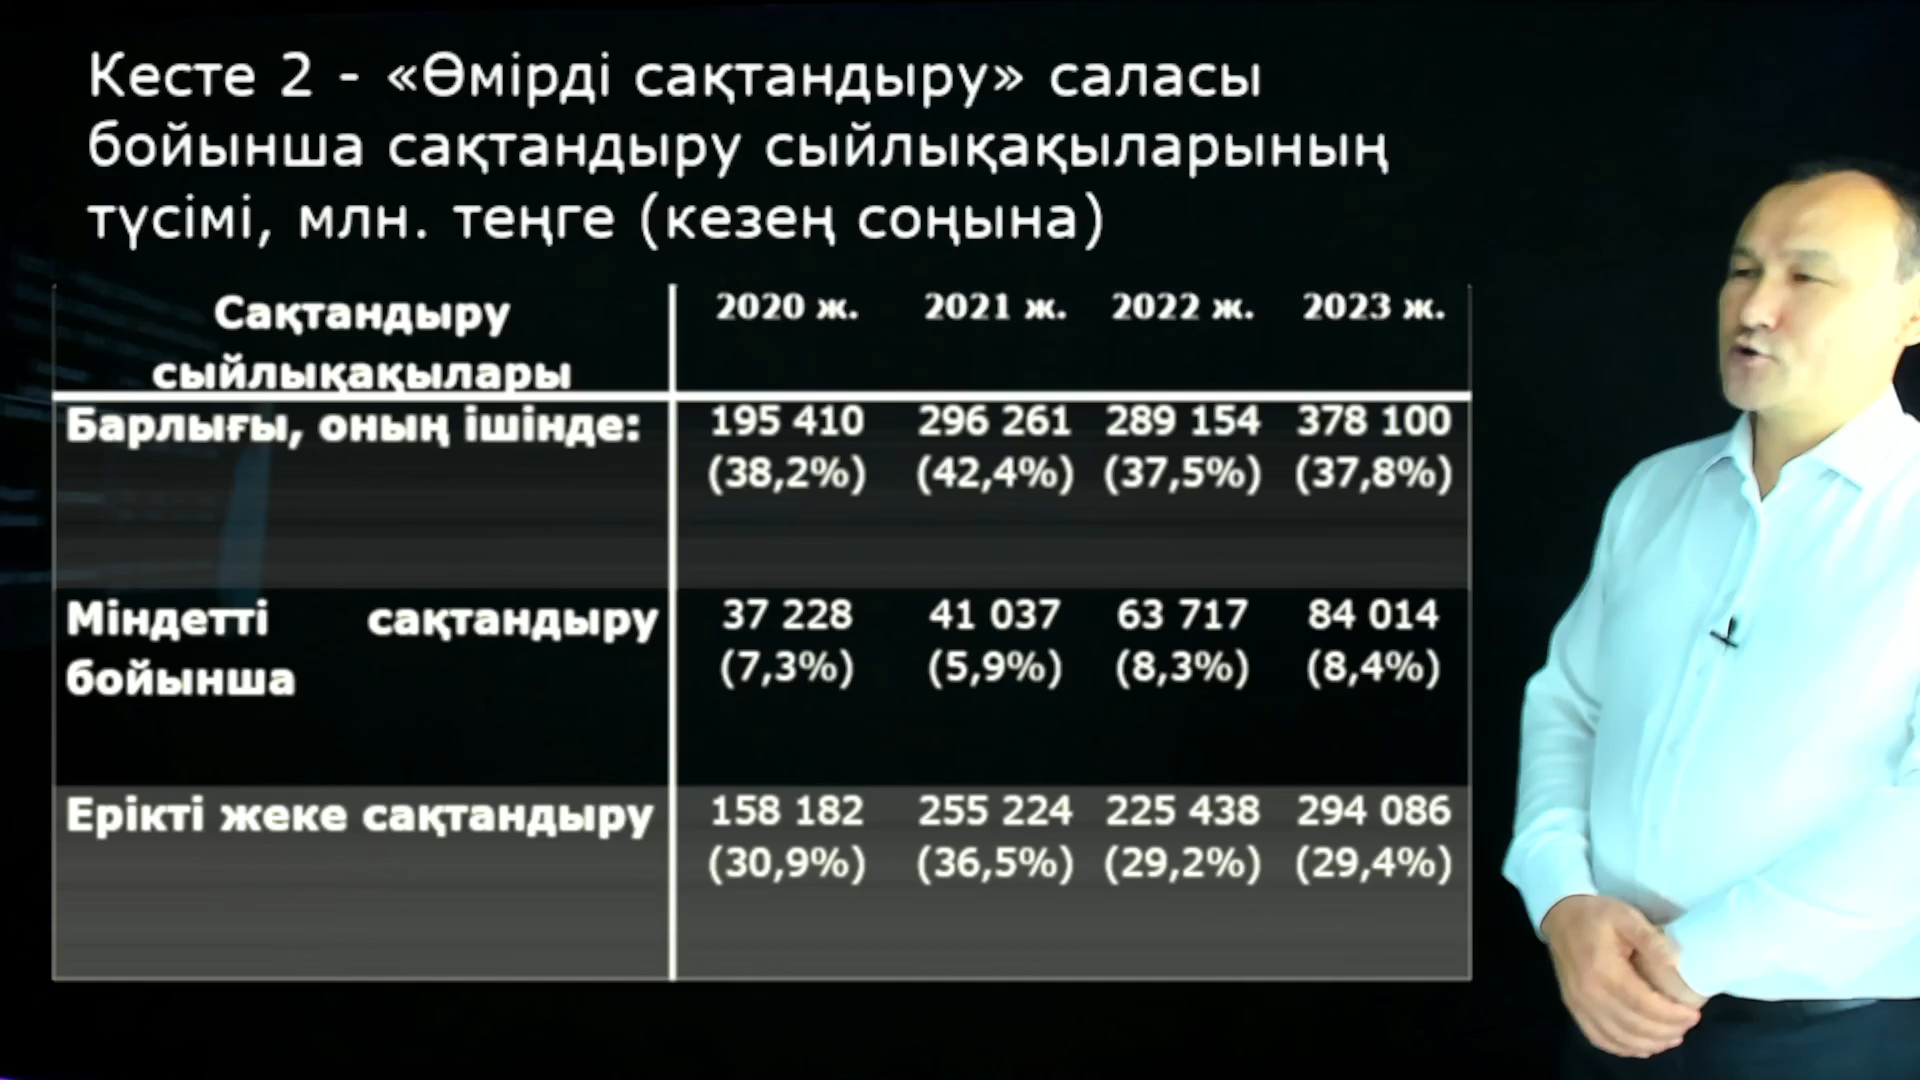 Кесте 2 - «Өмірді сақтандыру» саласы
бойынша сақтандыру сыйлықақыларының
түсімі, млн. теңге (кезең соңына)
Сақтандыру сыйлықақылары 2020 ж. 2021 ж. 2022 ж. 2023 ж.
Барлығы, оның ішінде: 195 410 296 261 289 154 378 100
(38,2%) (42,4%) (37,5%) (37,8%)
Міндетті сақтандыру 37 228 41 037 63 717 84 014
бойынша (7,3%) (5,9%) (8,3%) (8,4%)
Ерікті жеке сақтандыру 158 182 255 224 225 438 294 086
(30,9%) (36,5%) (29,2%) (29,4%)